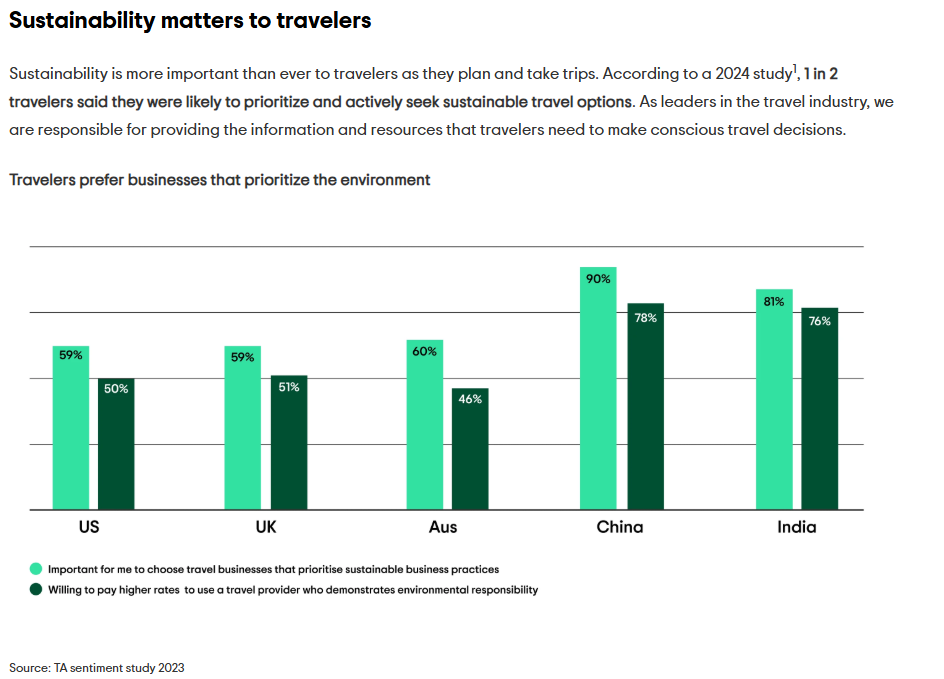 Sustainability matters to travelers
Sustainability is more important than ever to travelers as they plan and take trips. According to a 2024 study1, 1 in 2
travelers said they were likely to prioritize and actively seek sustainable travel options. As leaders in the travel industry, we
are responsible for providing the information and resources that travelers need to make conscious travel decisions.
Travelers prefer businesses that prioritize the environment
59% 50% 59% 51% 60% 46% 90% 78% 81% 76%
US UK Aus China India
Important for me to choose travel businesses that prioritise sustainable business practices
Willing to pay higher rates to use a travel provider who demonstrates environmental responsibility
Source: TA sentiment study 2023